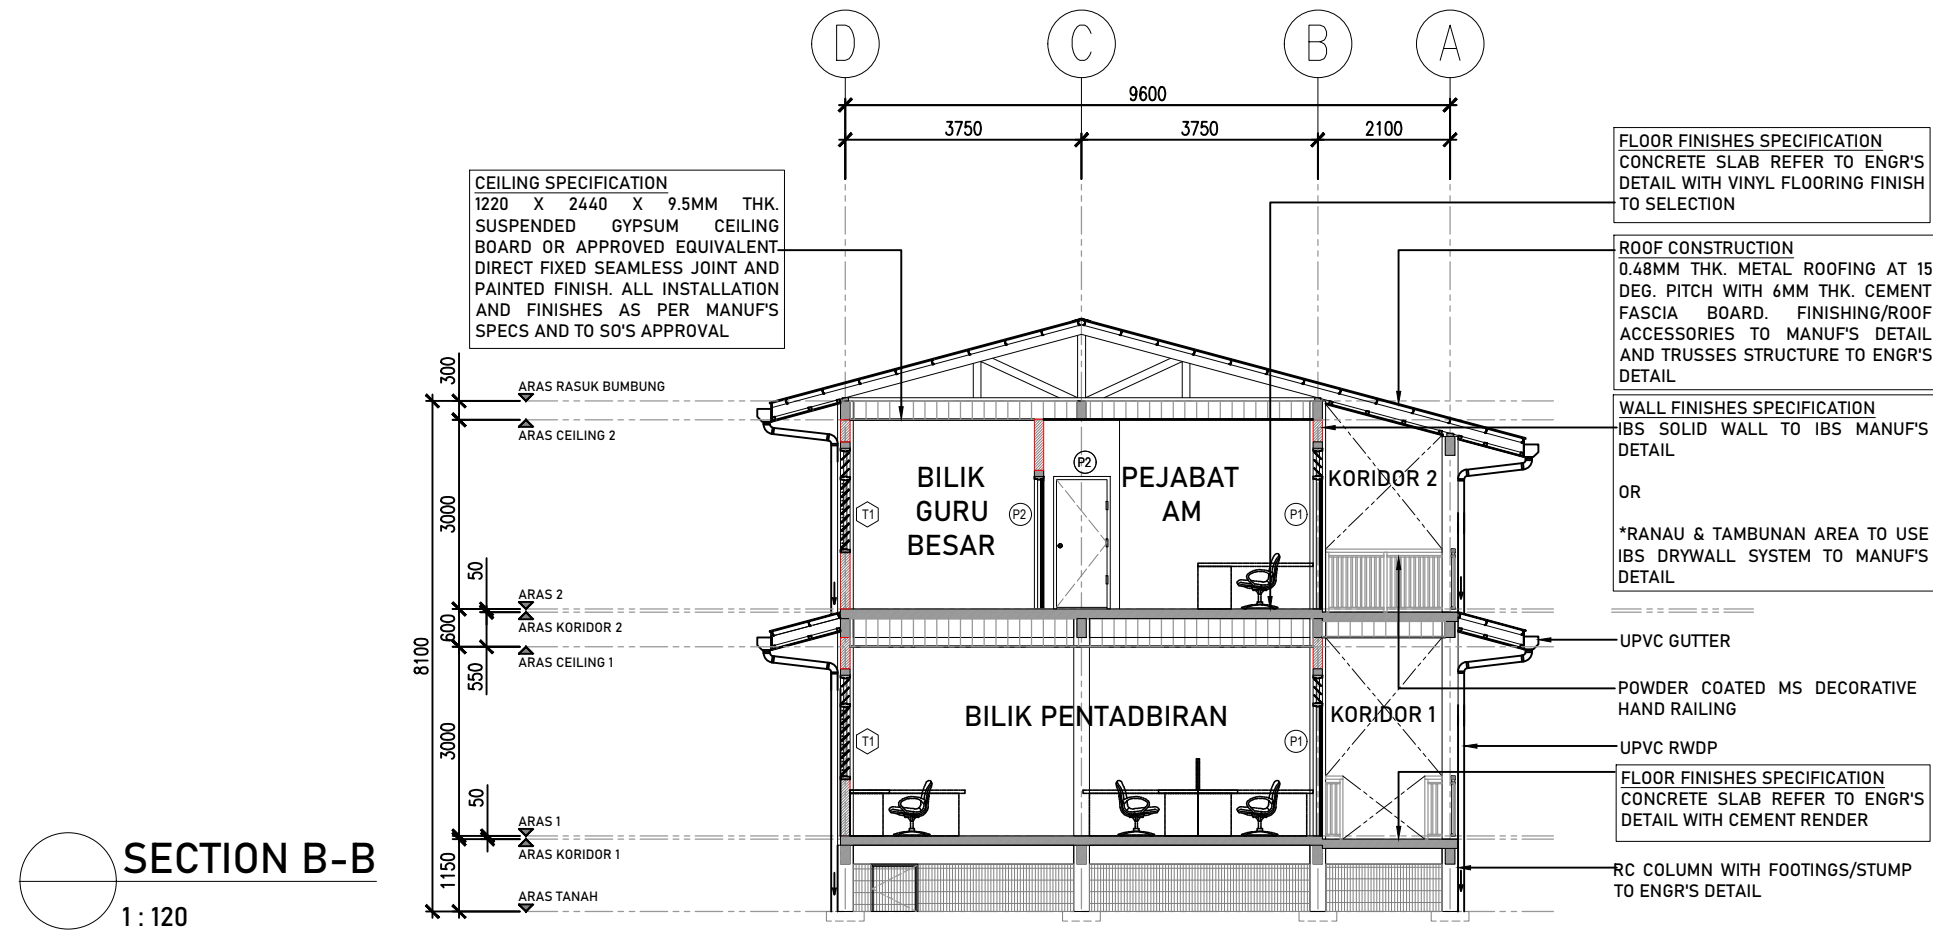 D
C
B
A
9600
3750
3750
2100
CEILING SPECIFICATION
1220 X 2440 X 9.5MM THK.
SUSPENDED GYPSUM CEILING
BOARD OR APPROVED EQUIVALENT
DIRECT FIXED SEAMLESS JOINT AND
PAINTED FINISH. ALL INSTALLATION
AND FINISHES AS PER MANUF'S
SPECS AND TO SO'S APPROVAL
FLOOR FINISHES SPECIFICATION
CONCRETE SLAB REFER TO ENGR'S
DETAIL WITH VINYL FLOORING FINISH
TO SELECTION
ROOF CONSTRUCTION
0.48MM THK. METAL ROOFING AT 15
DEG. PITCH WITH 6MM THK. CEMENT
FASCIA BOARD. FINISHING/ROOF
ACCESSORIES TO MANUF'S DETAIL
AND TRUSSES STRUCTURE TO ENGR'S
DETAIL
WALL FINISHES SPECIFICATION
IBS SOLID WALL TO IBS MANUF'S
DETAIL
OR
*RANAU & TAMBUNAN AREA TO USE
IBS DRYWALL SYSTEM TO MANUF'S
DETAIL
UPVC GUTTER
POWDER COATED MS DECORATIVE
HAND RAILING
UPVC RWDP
FLOOR FINISHES SPECIFICATION
CONCRETE SLAB REFER TO ENGR'S
DETAIL WITH CEMENT RENDER
RC COLUMN WITH FOOTINGS/STUMP
TO ENGR'S DETAIL
300
3000
50
600
550
8100
3000
50
1150
ARAS RASUK BUMBUNG
ARAS CEILING 2
ARAS 2
ARAS KORIDOR 2
ARAS CEILING 1
ARAS 1
ARAS KORIDOR 1
ARAS TANAH
BILIK
GURU
BESAR
PEJABAT
AM
KORIDOR 2
T1
P2
P2
P1
BILIK PENTADBIRAN
KORIDOR 1
T1
P1
SECTION B-B
1 : 120